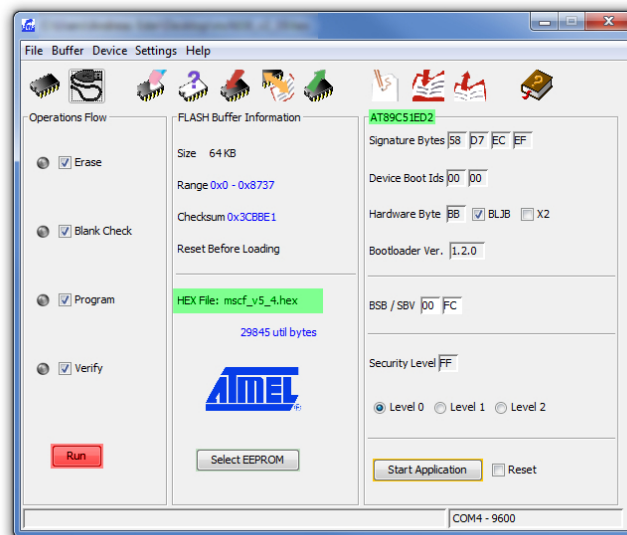 File Buffer Device Settings Help
Operations Flow
Erase
Blank Check
Program
Verify
Run
FLASH Buffer Information
Size 64 KB
Range 0x0 - 0x8737
Checksum 0x3CBBE1
Reset Before Loading
HEX File: mscf_v5_4.hex
29845 util bytes
ATMEL
Select EEPROM
AT89C51ED2
Signature Bytes 58 D7 EC EF
Device Boot Ids 00 00
Hardware Byte BB BLJB X2
Bootloader Ver. 1.2.0
BSB / SBV 00 FC
Security Level FF
Level 0 Level 1 Level 2
Start Application Reset
COM4 - 9600